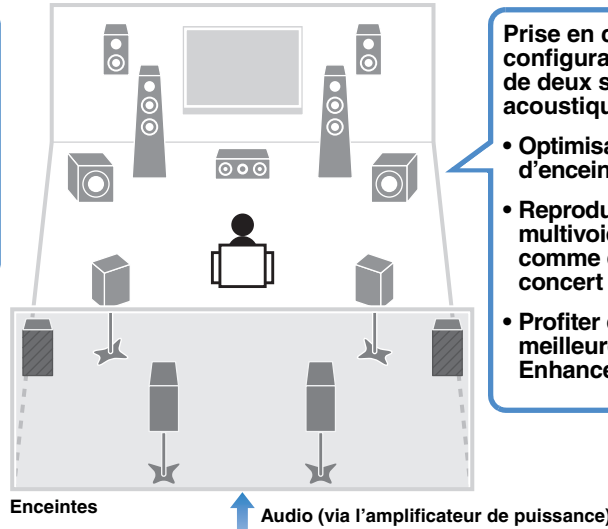 Prise en
configura
de deux s
acoustiqu
• Optimisa
d'encein
• Reprodu
multivoi
comme
concert
• Profiter
meilleur
Enhance
Enceintes
Audio (via l'amplificateur de puissance)